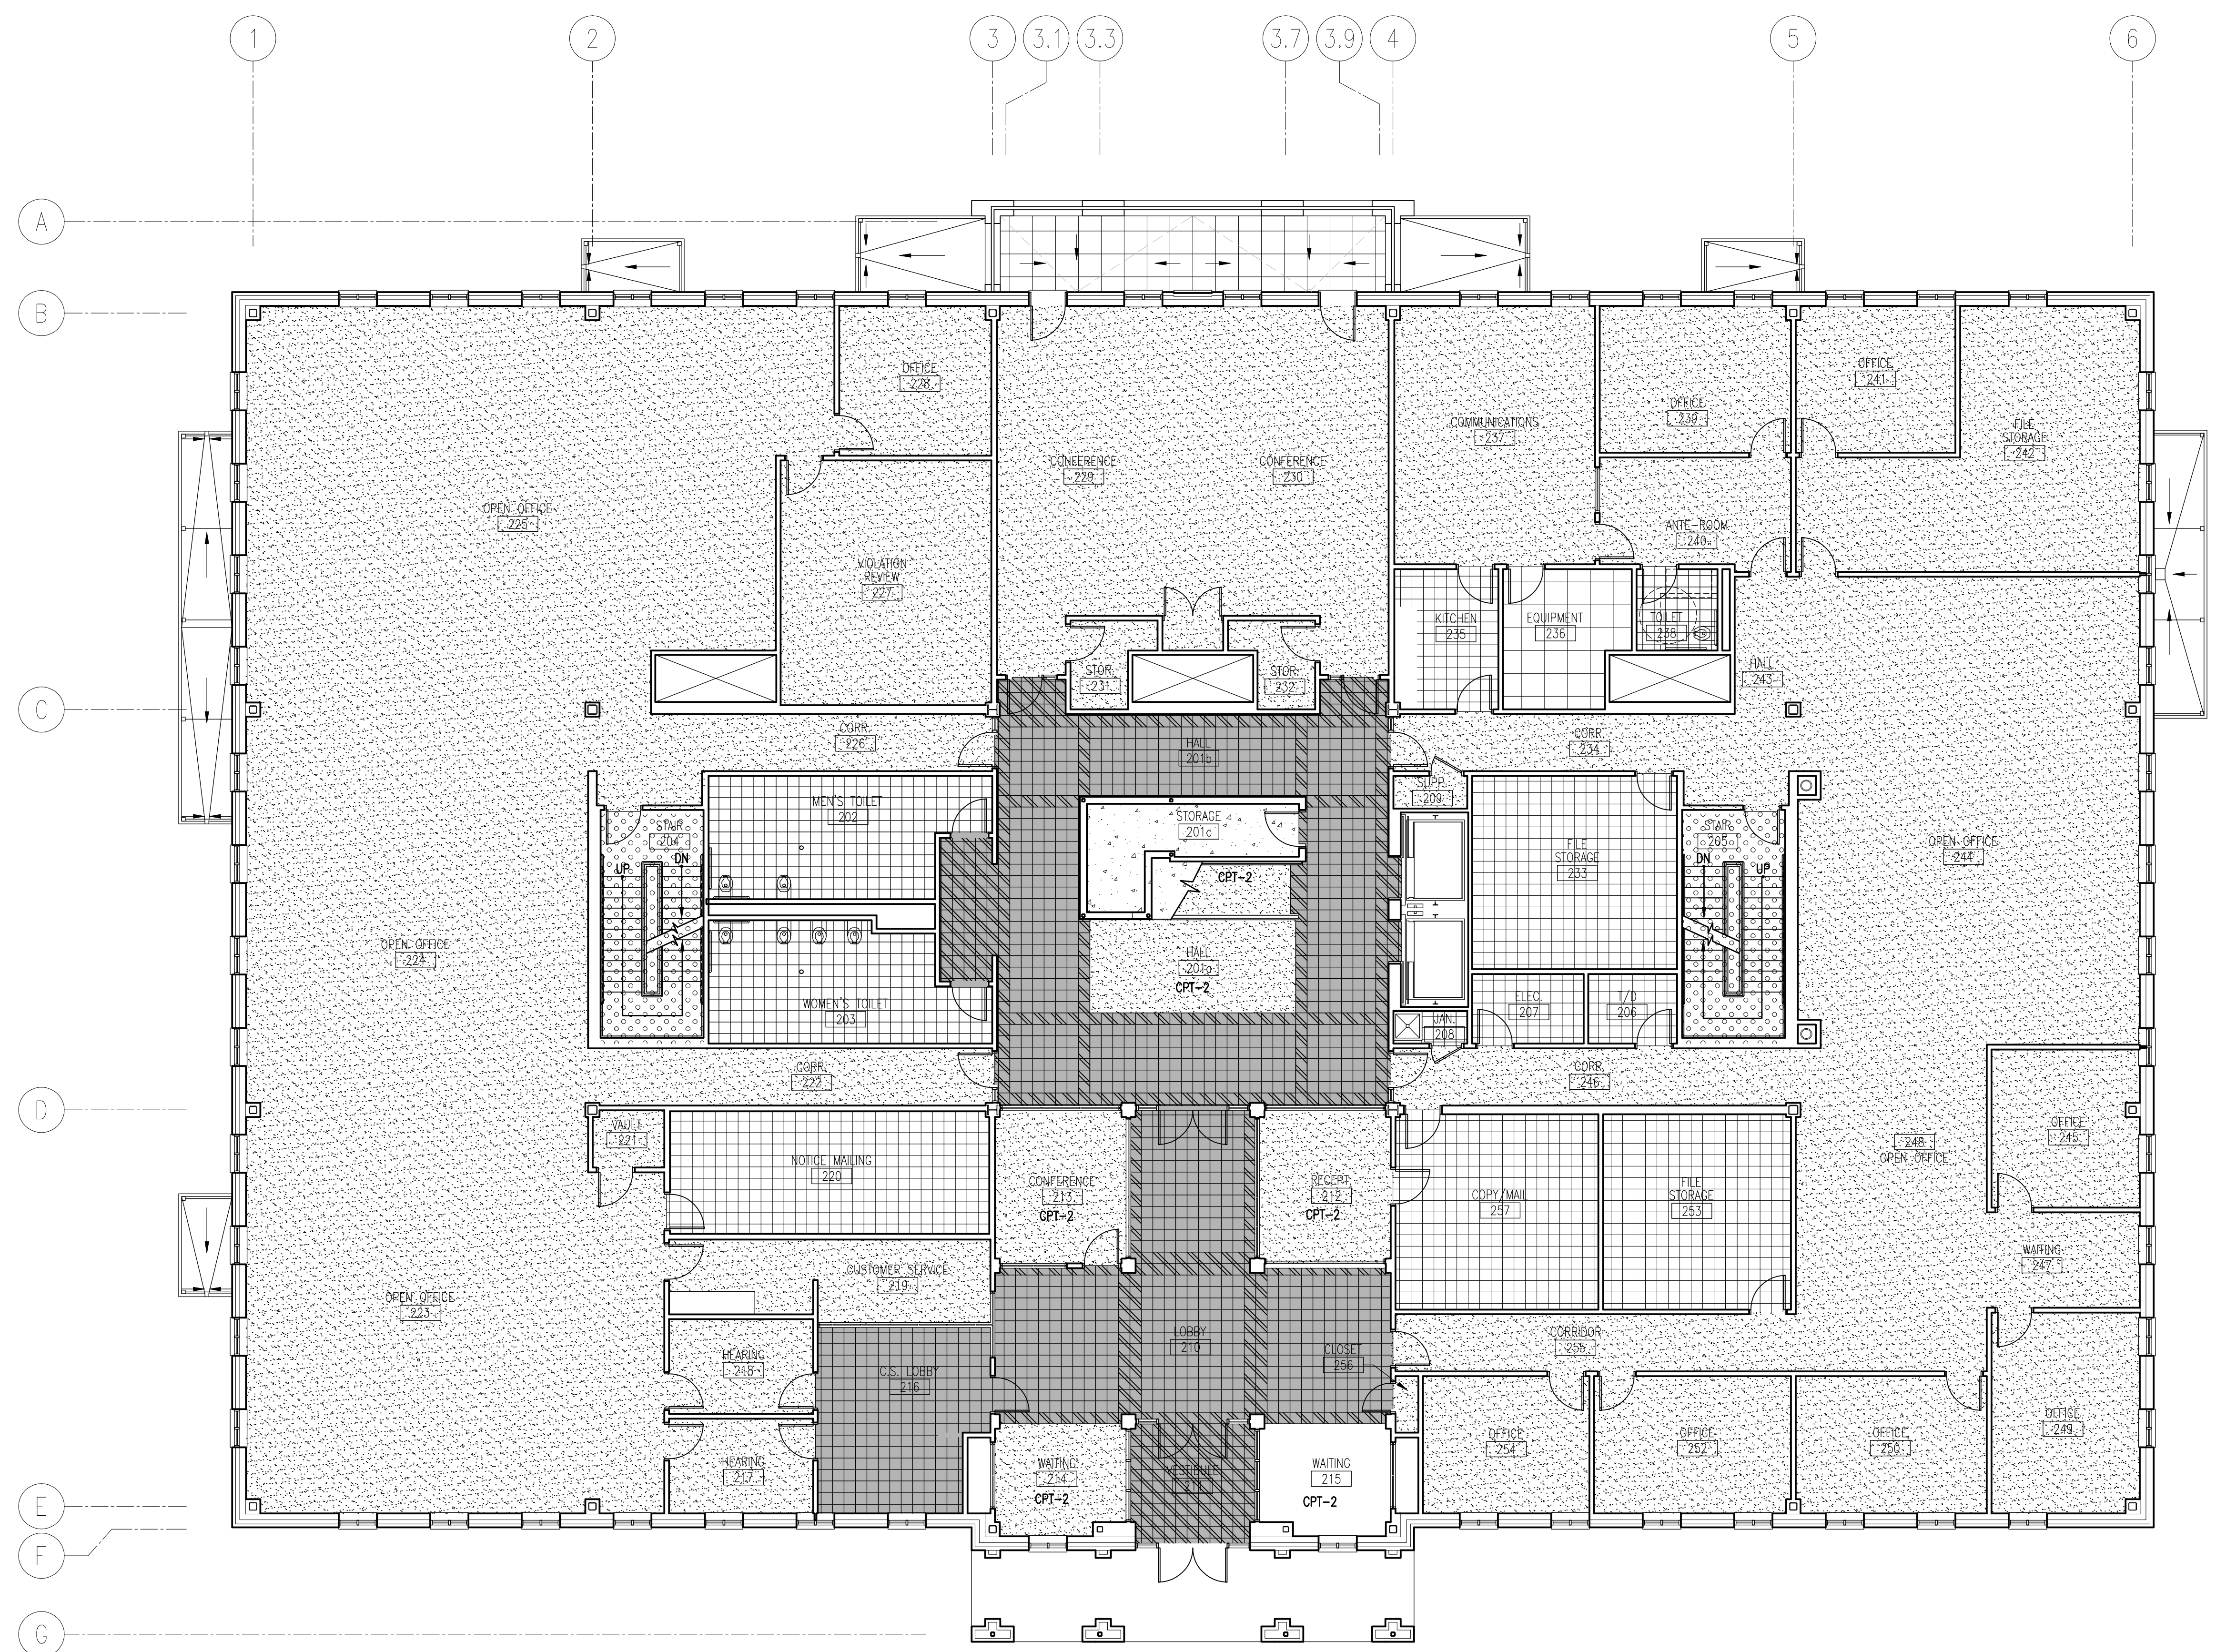 1
2
3
3.1
3.3
3.7
3.9
4
5
6
A
B
C
D
E
F
G
OFFICE
228
OPEN OFFICE
225
VIOLATION
REVIEW
227
CONFERENCE
229
CONFERENCE
230
COMMUNICATIONS
237
OFFICE
239
OFFICE
241
FILE
STORAGE
242
ANTE-ROOM
240
KITCHEN
235
EQUIPMENT
236
TOILET
238
HALL
243
STOR.
231
STOR.
232
CORR.
226
HALL
201b
CORR.
234
MEN'S TOILET
202
STORAGE
201c
SUPP.
209
FILE
STORAGE
233
STAIR
204
UP
DN
STAIR
205
DN
UP
OPEN OFFICE
244
CPT-2
OPEN OFFICE
224
HALL
201a
CPT-2
WOMEN'S TOILET
203
JAN.
208
ELEC.
207
T/D
206
CORR.
222
CORR.
246
VAULT
221
NOTICE MAILING
220
CONFERENCE
213
CPT-2
RECEPT.
212
CPT-2
COPY/MAIL
257
FILE
STORAGE
253
248
OPEN OFFICE
OFFICE
245
WAITING
247
CUSTOMER SERVICE
219
OPEN OFFICE
223
HEARING
218
C.S. LOBBY
216
LOBBY
210
CLOSET
256
CORRIDOR
255
HEARING
217
WAITING
214
CPT-2
VESTIBULE
211
WAITING
215
CPT-2
OFFICE
254
OFFICE
252
OFFICE
250
OFFICE
249